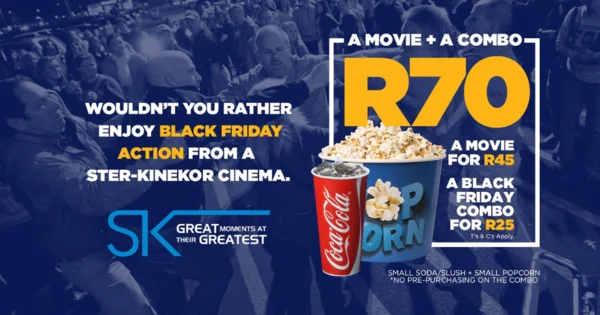 WOULDN'T YOU RATHER
ENJOY BLACK FRIDAY
ACTION FROM A
STER-KINEKOR CINEMA.
SK GREAT MOMENTS AT
THEIR GREATEST
A MOVIE + A COMBO
R70
A MOVIE
FOR R45
A BLACK
FRIDAY
COMBO
FOR R25
T's & C's Apply.
Coca-Cola
POP
CORN
SMALL SODA/SLUSH + SMALL POPCORN
*NO PRE-PURCHASING ON THE COMBO